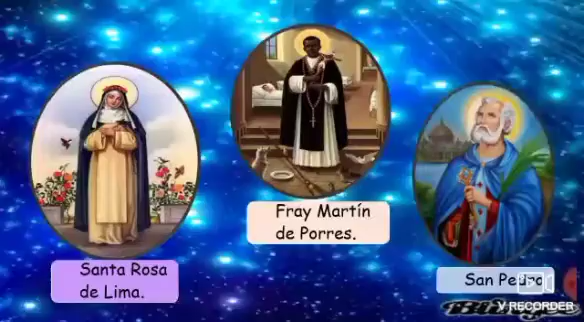 Fray Martín
de Porres.
Santa Rosa
de Lima.
San Pedro
V RECORDER